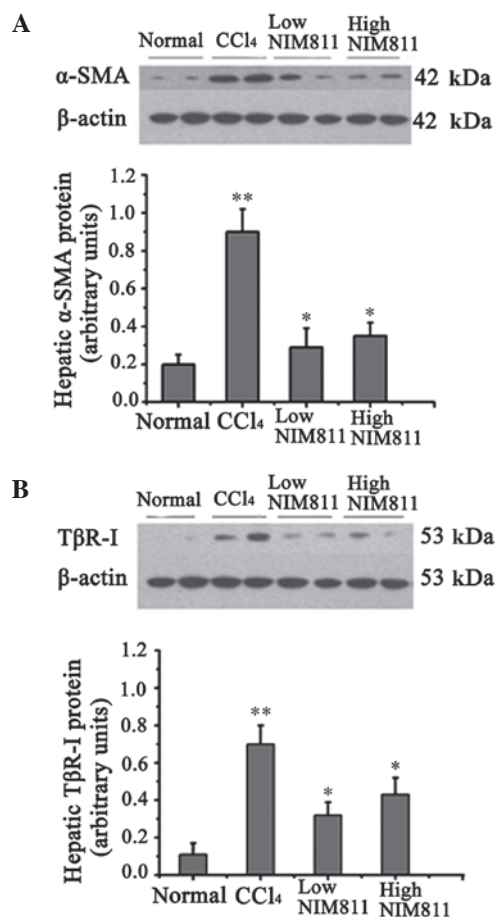 A
Normal CCl₄ Low NIM811 High NIM811
α-SMA 42 kDa
β-actin 42 kDa
Hepatic α-SMA protein (arbitrary units)
1.2
1.0
0.8
0.6
0.4
0.2
0.0
**
*
*
Normal CCl₄ Low NIM811 High NIM811
B
Normal CCl₄ Low NIM811 High NIM811
TβR-I 53 kDa
β-actin 53 kDa
Hepatic TβR-I protein (arbitrary units)
1.2
1.0
0.8
0.6
0.4
0.2
0.0
**
*
*
Normal CCl₄ Low NIM811 High NIM811